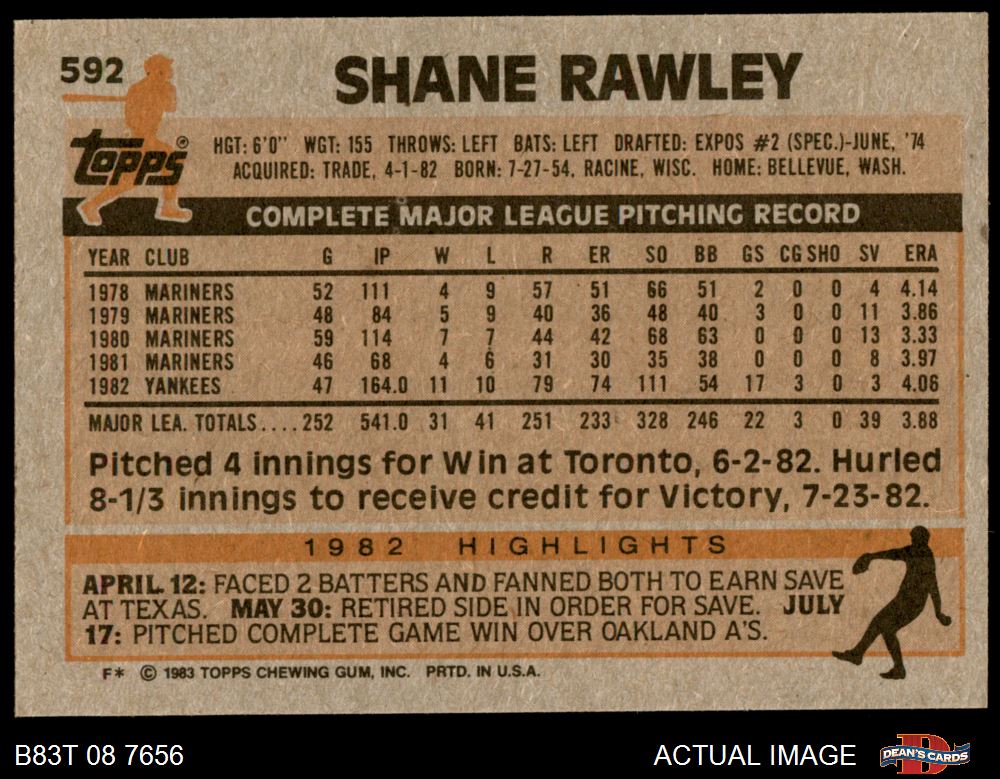 592 SHANE RAWLEY
Topps®
HGT: 6'0" WGT: 155 THROWS: LEFT BATS: LEFT DRAFTED: EXPOS #2 (SPEC.)-JUNE, '74
ACQUIRED: TRADE, 4-1-82 BORN: 7-27-54, RACINE, WISC. HOME: BELLEVUE, WASH.
COMPLETE MAJOR LEAGUE PITCHING RECORD
YEAR CLUB G IP W L R ER SO BB GS CG SHO SV ERA
1978 MARINERS 52 111 4 9 57 51 66 51 2 0 0 4 4.14
1979 MARINERS 48 84 5 9 40 36 48 40 3 0 0 11 3.86
1980 MARINERS 59 114 7 7 44 42 68 63 0 0 0 13 3.33
1981 MARINERS 46 68 4 6 31 30 35 38 0 0 0 8 3.97
1982 YANKEES 47 164.0 11 10 79 74 111 54 17 3 0 3 4.06
MAJOR LEA. TOTALS....252 541.0 31 41 251 233 328 246 22 3 0 39 3.88
Pitched 4 innings for Win at Toronto, 6-2-82. Hurled
8-1/3 innings to receive credit for Victory, 7-23-82.
1982 HIGHLIGHTS
APRIL 12: FACED 2 BATTERS AND FANNED BOTH TO EARN SAVE
AT TEXAS. MAY 30: RETIRED SIDE IN ORDER FOR SAVE. JULY
17: PITCHED COMPLETE GAME WIN OVER OAKLAND A'S.
F* © 1983 TOPPS CHEWING GUM, INC. PRTD. IN U.S.A.
B83T 08 7656 ACTUAL IMAGE DEAN'S CARDS